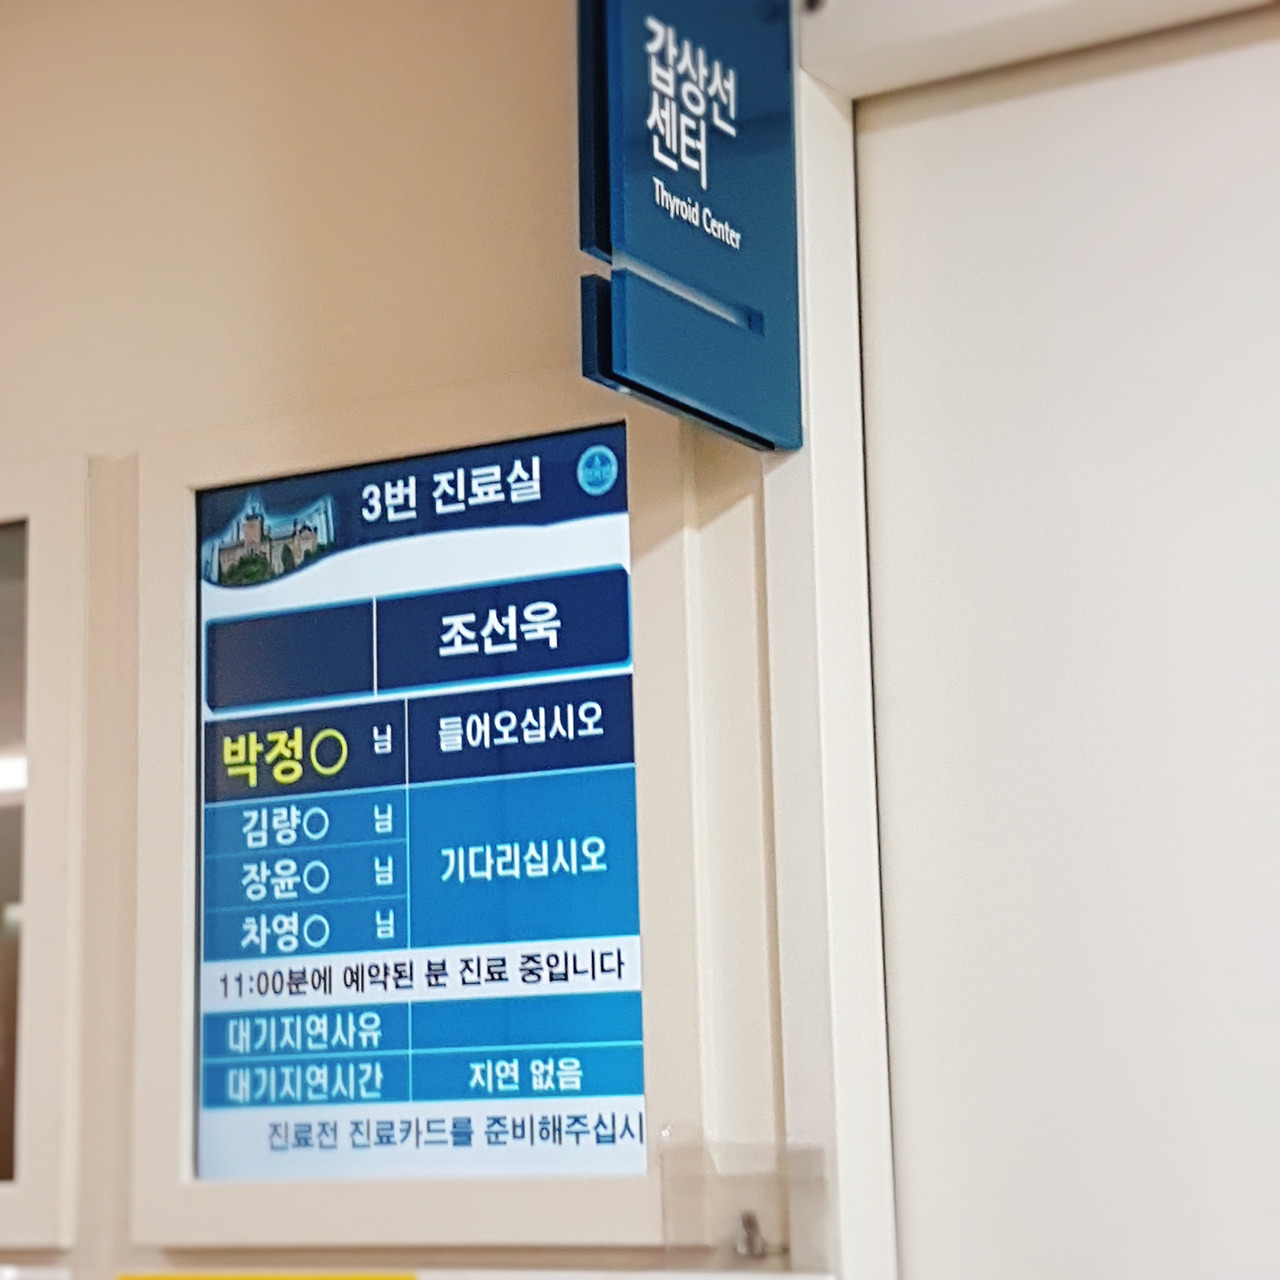 갑상선
센터
Thyroid Center
3번 진료실
조선욱
박정○ 님 들어오십시오
김량○ 님
장윤○ 님 기다리십시오
차영○ 님
11:00분에 예약된 분 진료 중입니다
대기지연사유
대기지연시간 지연 없음
진료전 진료카드를 준비해주십시